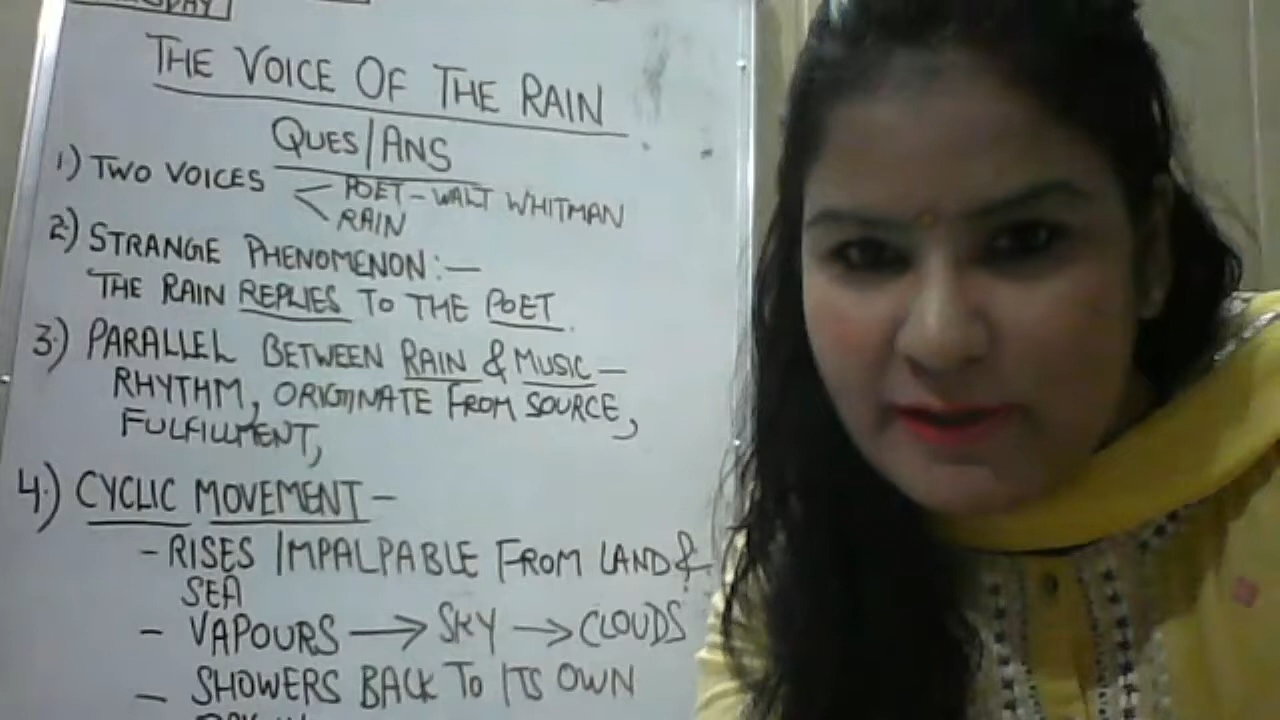 THE VOICE OF THE RAIN
QUES/ANS
1) TWO VOICES < POET - WALT WHITMAN
RAIN
2) STRANGE PHENOMENON:-
THE RAIN REPLIES TO THE POET.
3.) PARALLEL BETWEEN RAIN & MUSIC -
RHYTHM, ORIGINATE FROM SOURCE,
FULFILLMENT,
4.) CYCLIC MOVEMENT -
- RISES IMPALPABLE FROM LAND &
SEA
- VAPOURS → SKY → CLOUDS
- SHOWERS BACK TO ITS OWN